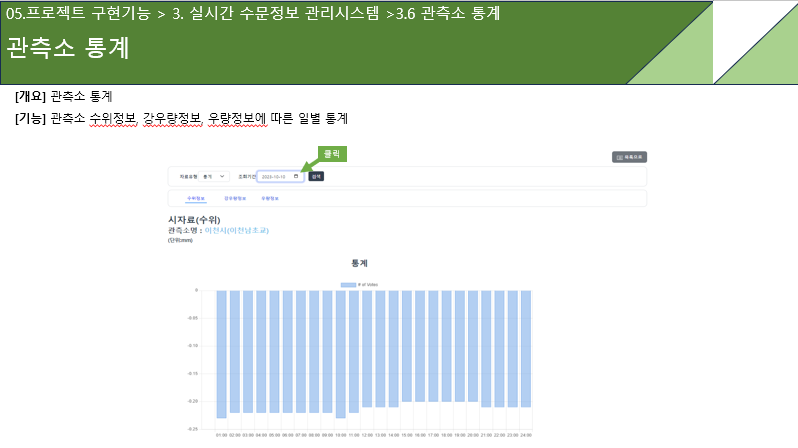 05.프로젝트 구현기능 > 3. 실시간 수문정보 관리시스템 >3.6 관측소 통계
관측소 통계
[개요] 관측소 통계
[기능] 관측소 수위정보, 강우량정보, 우량정보에 따른 일별 통계
클릭
목록으로
자료유형 통계 조회기간 2023-10-10 검색
수위정보 강우량정보 우량정보
시자료(수위)
관측소명 : 이천시(이천남초교)
(단위:mm)
통계
# of Votes
0
-0.05
-0.10
-0.15
-0.20
-0.25
01:00 02:00 03:00 04:00 05:00 06:00 07:00 08:00 09:00 10:00 11:00 12:00 13:00 14:00 15:00 16:00 17:00 18:00 19:00 20:00 21:00 22:00 23:00 24:00